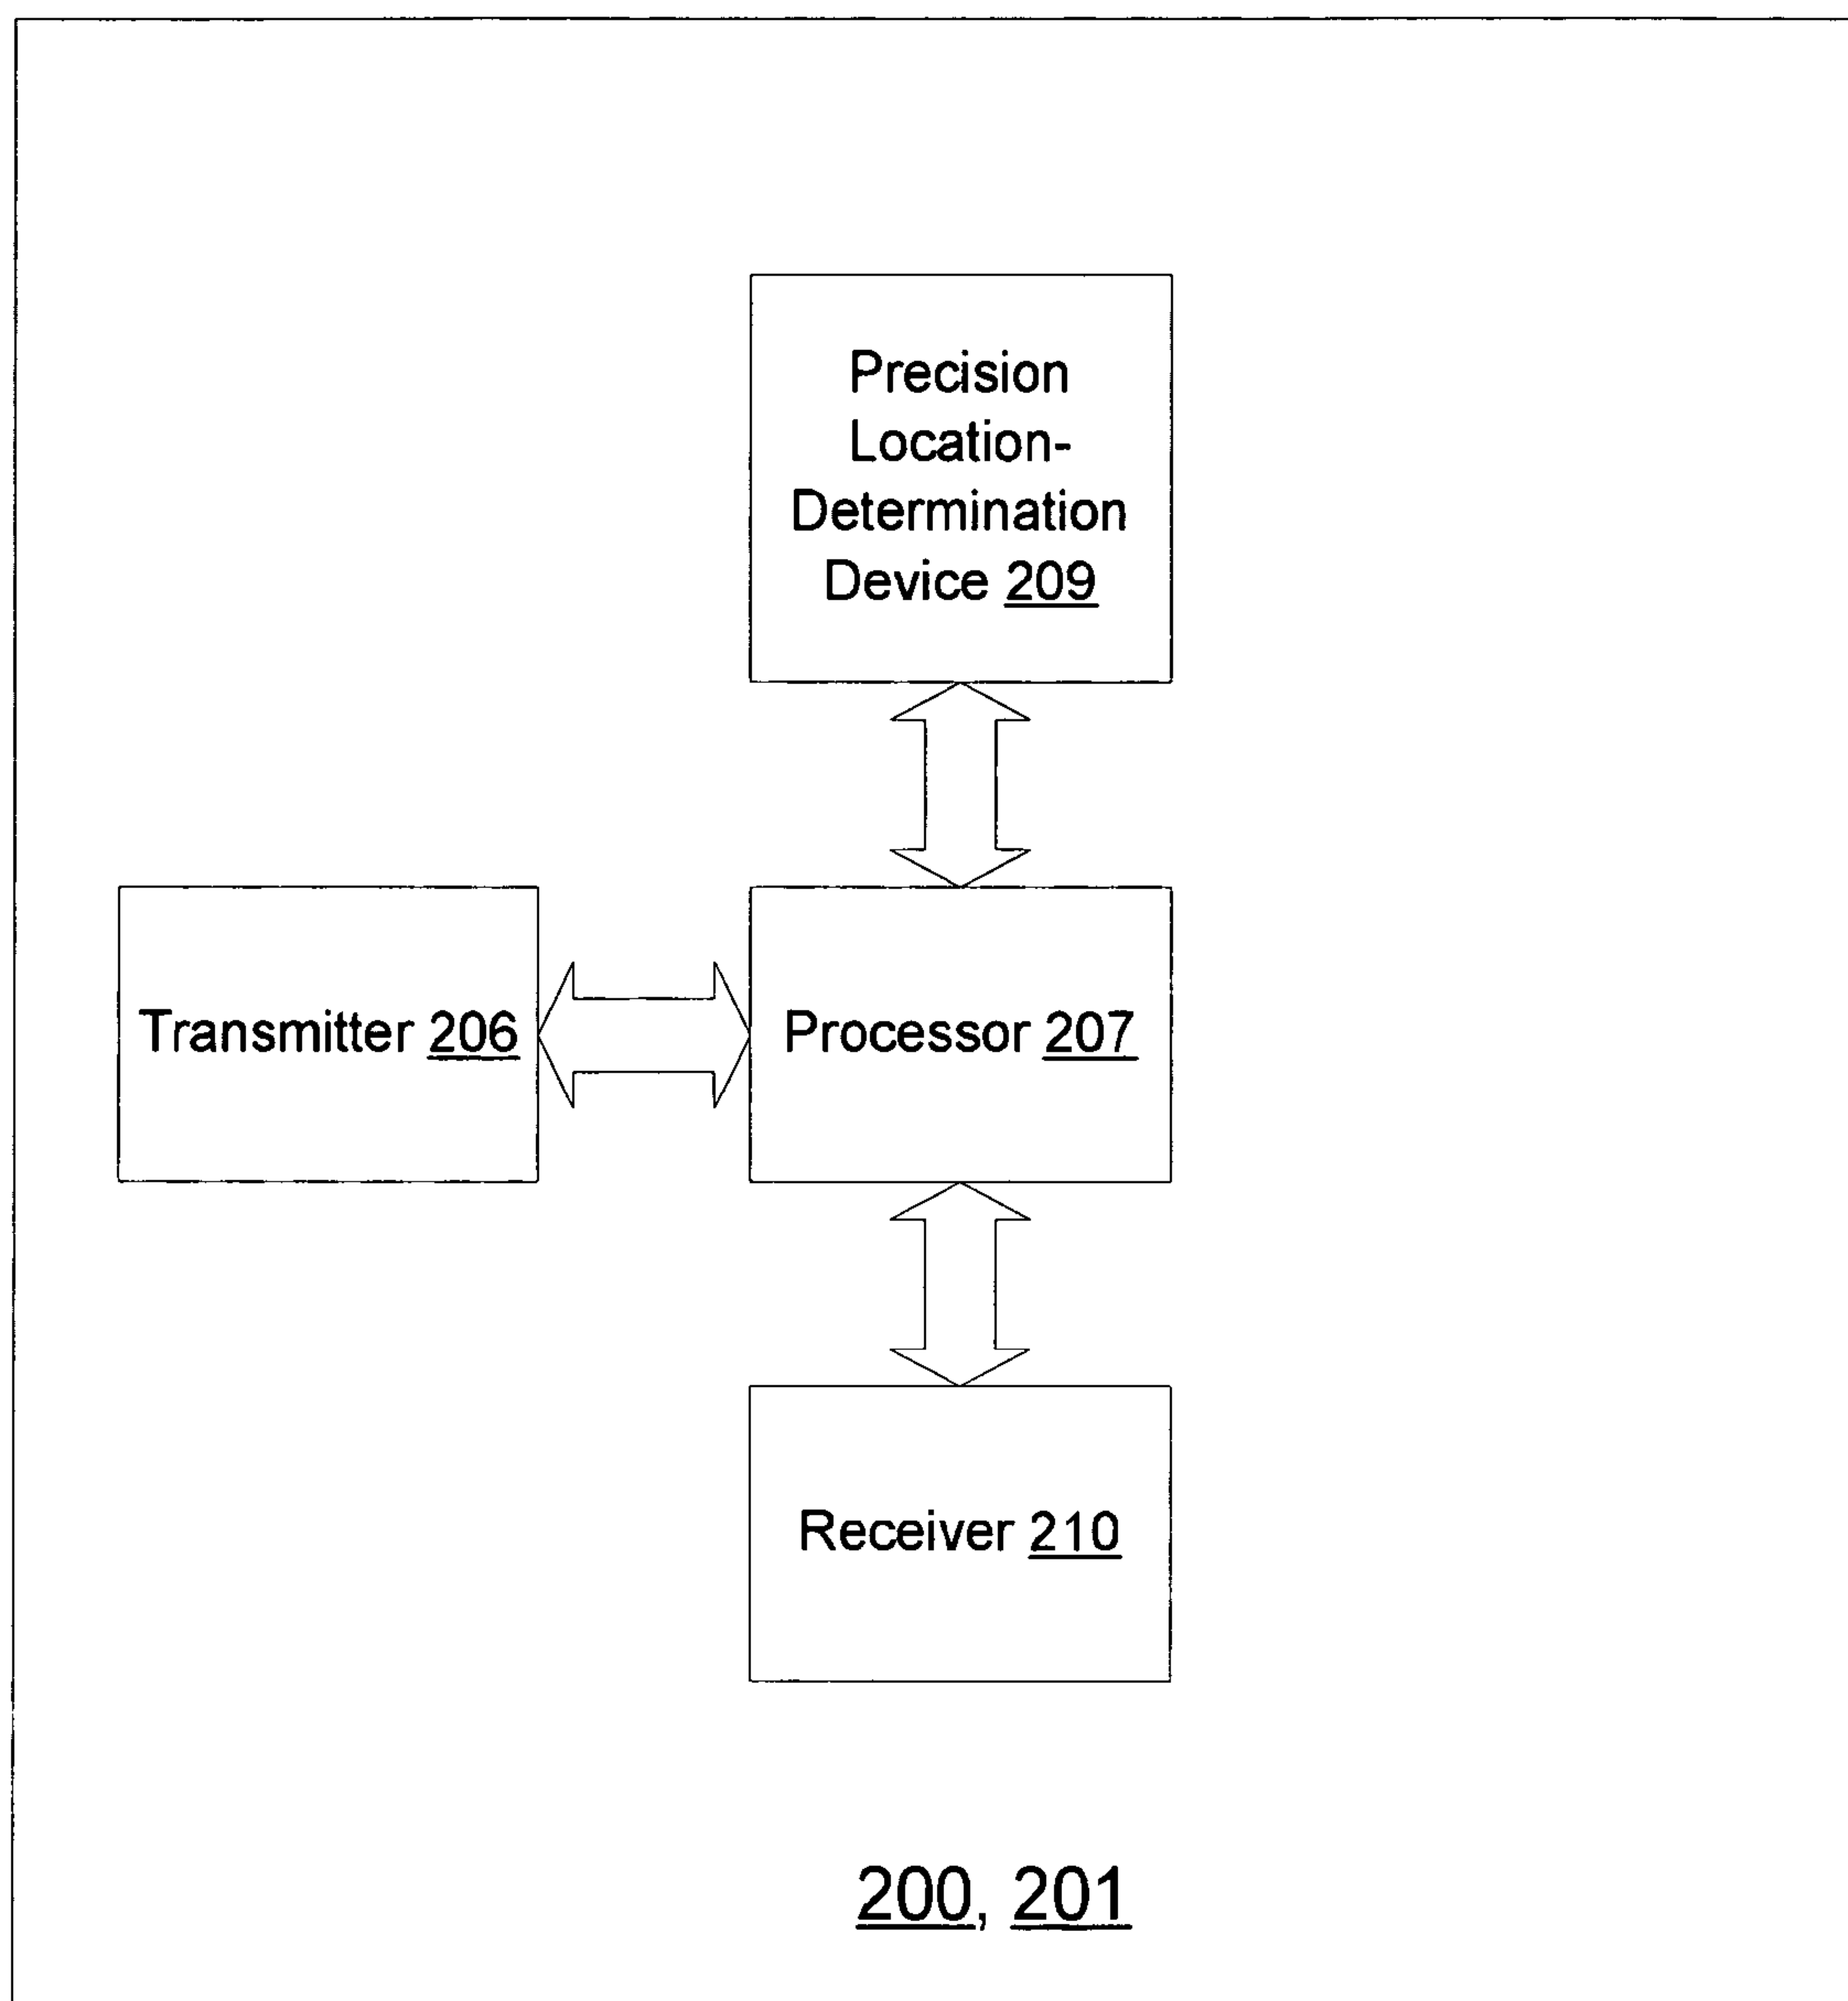 Precision
Location-
Determination
Device 209
Transmitter 206
Processor 207
Receiver 210
200, 201